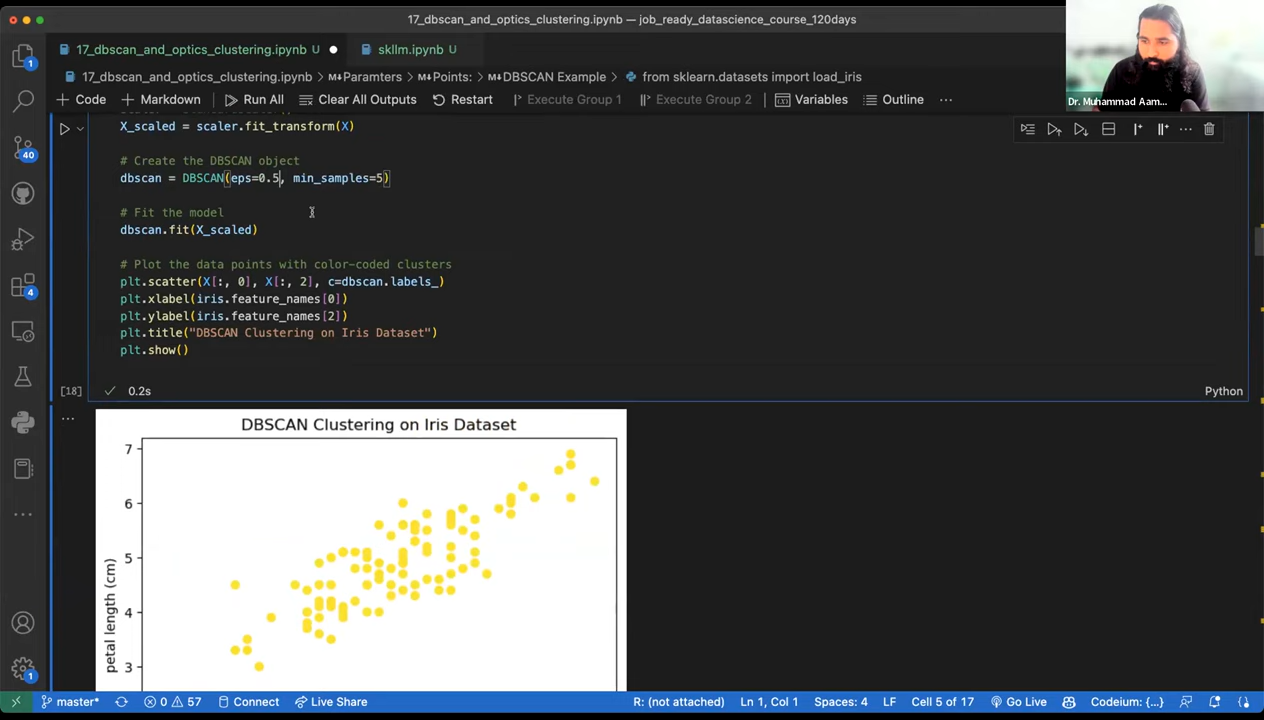 17_dbscan_and_optics_clustering.ipynb — job_ready_datascience_course_120days
17_dbscan_and_optics_clustering.ipynb U
skllm.ipynb U
17_dbscan_and_optics_clustering.ipynb > M↓Paramters > M↓Points: > M↓DBSCAN Example > from sklearn.datasets import load_iris
+ Code + Markdown Run All Clear All Outputs Restart Execute Group 1 Execute Group 2 Variables Outline ...
Dr. Muhammad Aam...
X_scaled = scaler.fit_transform(X)
# Create the DBSCAN object
dbscan = DBSCAN(eps=0.5, min_samples=5)
# Fit the model
dbscan.fit(X_scaled)
# Plot the data points with color-coded clusters
plt.scatter(X[:, 0], X[:, 2], c=dbscan.labels_)
plt.xlabel(iris.feature_names[0])
plt.ylabel(iris.feature_names[2])
plt.title("DBSCAN Clustering on Iris Dataset")
plt.show()
[18] 0.2s Python
DBSCAN Clustering on Iris Dataset
7
6
5
4
3
petal length (cm)
1
40
4
1
master* 0 57 Connect Live Share R: (not attached) Ln 1, Col 1 Spaces: 4 LF Cell 5 of 17 Go Live Codeium: {...}